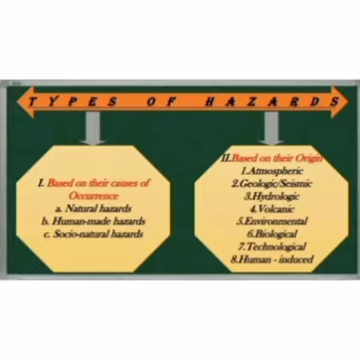 TYPES OF HAZARDS
I. Based on their causes of
Occurrence
a. Natural hazards
b. Human-made hazards
c. Socio-natural hazards
II.Based on their Origin
1.Atmospheric
2.Geologic/Seismic
3.Hydrologic
4.Volcanic
5.Environmental
6.Biological
7.Technological
8.Human - induced